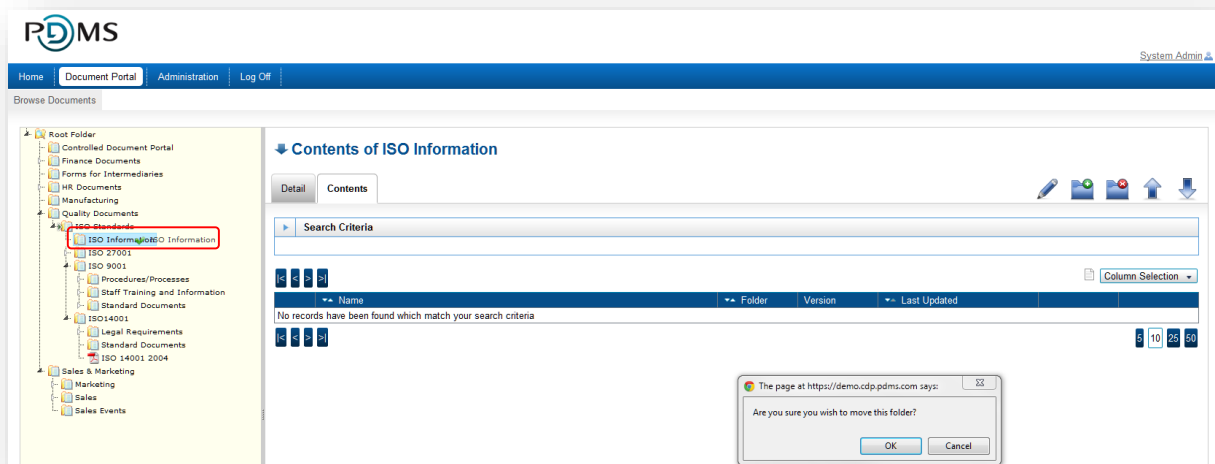 PDMS
System Admin
Home Document Portal Administration Log Off
Browse Documents
Root Folder
Controlled Document Portal
Finance Documents
Forms for Intermediaries
HR Documents
Manufacturing
Quality Documents
ISO Standards
ISO Information ISO Information
ISO 27001
ISO 9001
Procedures/Processes
Staff Training and Information
Standard Documents
ISO14001
Legal Requirements
Standard Documents
ISO 14001 2004
Sales & Marketing
Marketing
Sales
Sales Events
Contents of ISO Information
Detail Contents
Search Criteria
|< < > >| Column Selection
Name Folder Version Last Updated
No records have been found which match your search criteria
|< < > >| 5 10 25 50
The page at https://demo.cdp.pdms.com says:
Are you sure you wish to move this folder?
OK Cancel